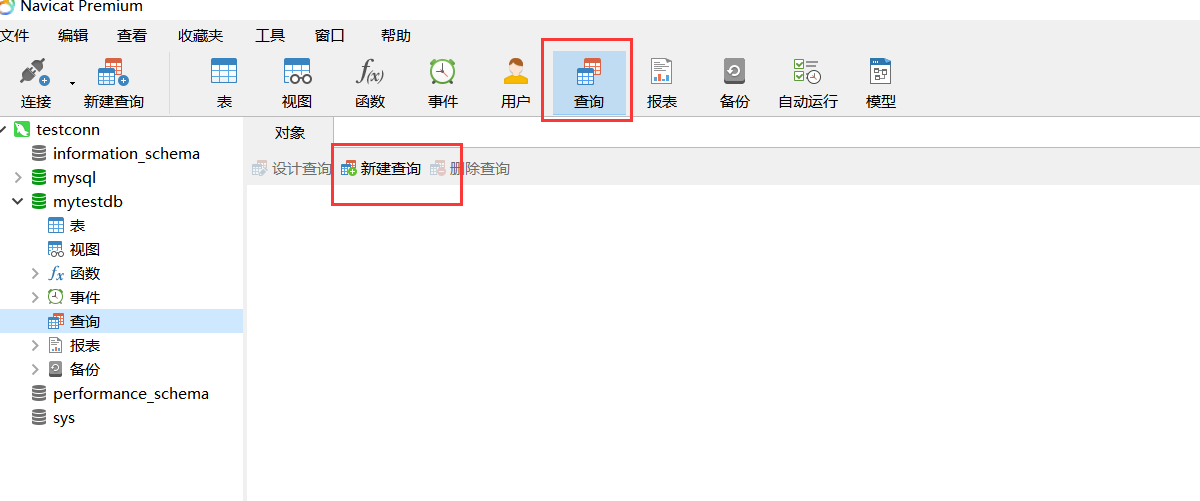 Navicat Premium
文件 编辑 查看 收藏夹 工具 窗口 帮助
连接 新建查询 表 视图 f(x) 函数 事件 用户 查询 报表 备份 自动运行 模型
testconn
对象
information_schema
设计查询 新建查询 删除查询
mysql
mytestdb
表
视图
fx 函数
事件
查询
报表
备份
performance_schema
sys